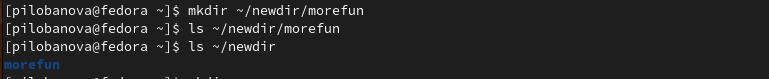 [pilobanova@fedora ~]$ mkdir ~/newdir/morefun
[pilobanova@fedora ~]$ ls ~/newdir/morefun
[pilobanova@fedora ~]$ ls ~/newdir
morefun